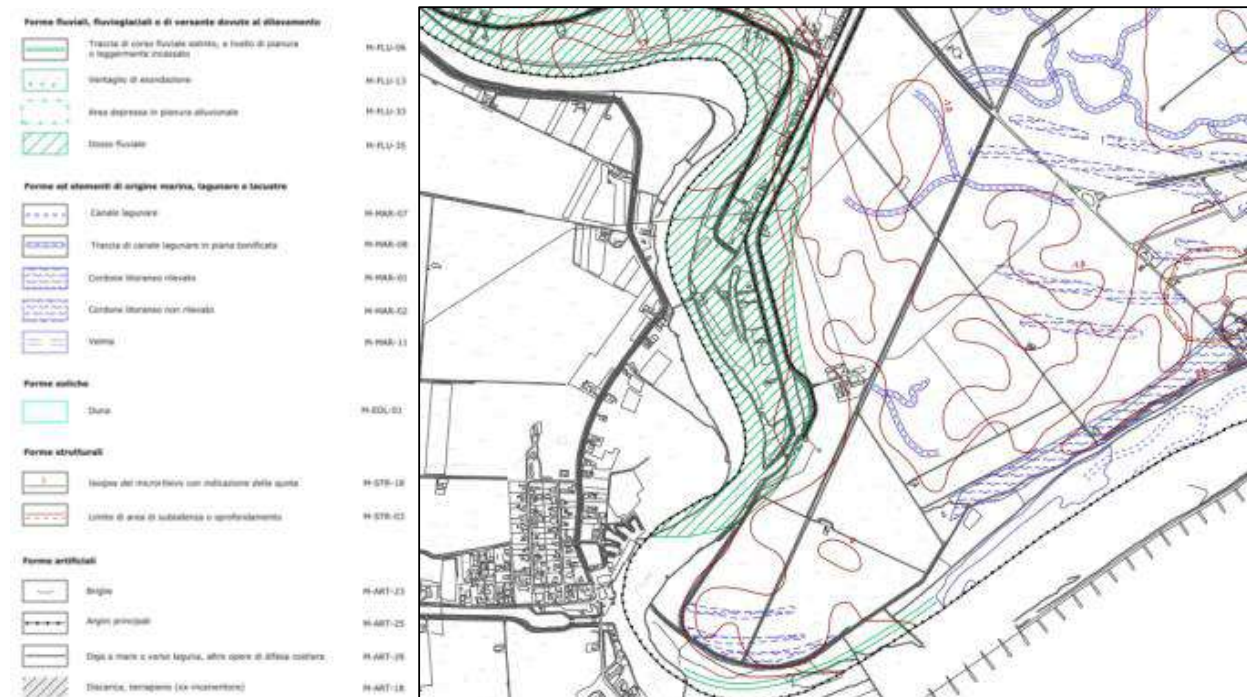 Forme fluviali, fluvioglaciali e di versante dovute al dilavamento
Traccia di corso fluviale estinto, a livello di pianura
o leggermente incassato
M-FLU-06
Ventaglio di esondazione
M-FLU-13
Area depressa in pianura alluvionale
M-FLU-33
Dosso fluviale
M-FLU-35
Forme ed elementi di origine marina, lagunare e lacustre
Canale lagunare
M-MAR-07
Traccia di canale lagunare in piana bonificata
M-MAR-08
Cordone litoraneo rilevato
M-MAR-01
Cordone litoraneo non rilevato
M-MAR-02
Velma
M-MAR-11
Forme eoliche
Duna
M-EOL-01
Forme strutturali
Isoipse del microrilievo con indicazione della quota
M-STR-18
Limite di area di subsidenza o sprofondamento
M-STR-03
Forme artificiali
Briglie
M-ART-23
Argini principali
M-ART-25
Diga a mare o verso laguna, altre opere di difesa costiera
M-ART-29
Discarica, terrapieno (ex-inceneritore)
M-ART-18